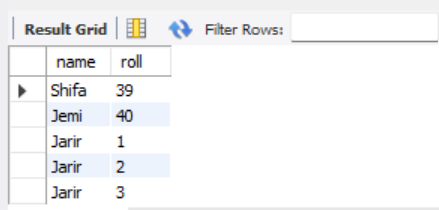 Result Grid Filter Rows:
name roll
Shifa 39
Jemi 40
Jarir 1
Jarir 2
Jarir 3